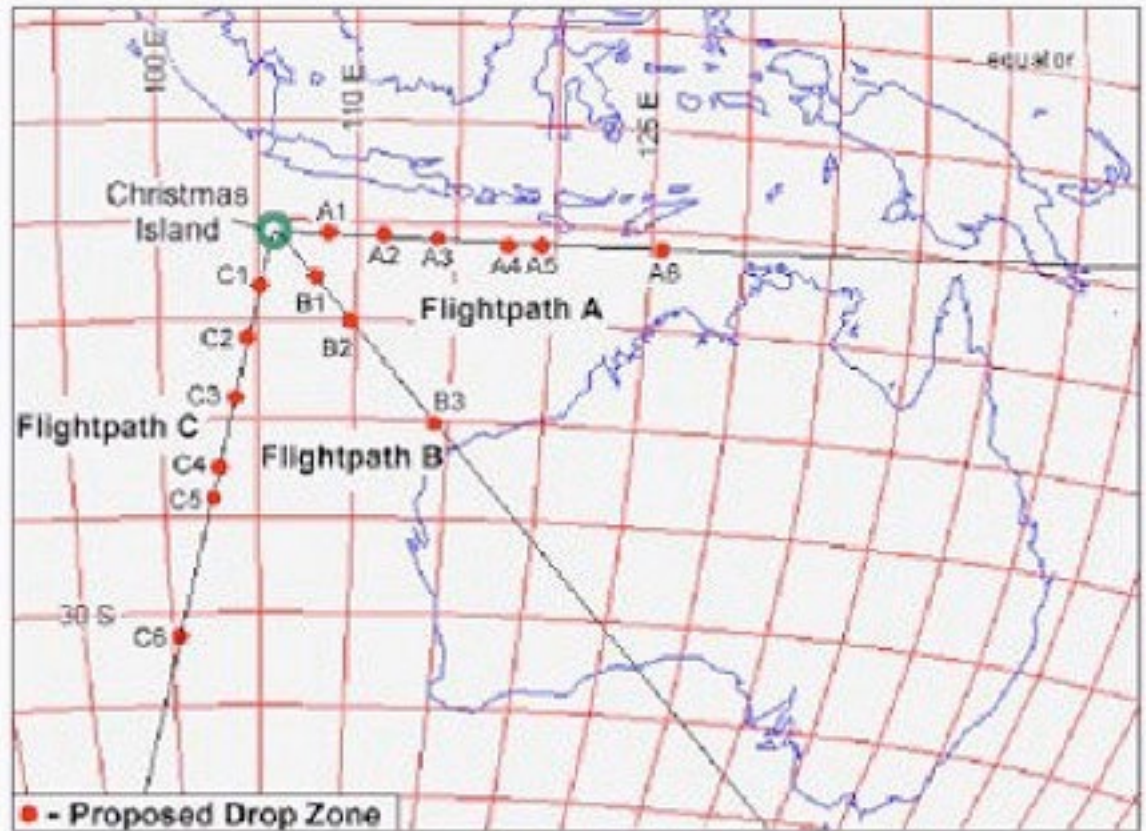 equator
100 E
110 E
125 E
Christmas
Island
A1
A2
A3
A4
A5
A6
C1
B1
Flightpath A
C2
B2
C3
B3
Flightpath C
Flightpath B
C4
C5
30 S
C6
- Proposed Drop Zone